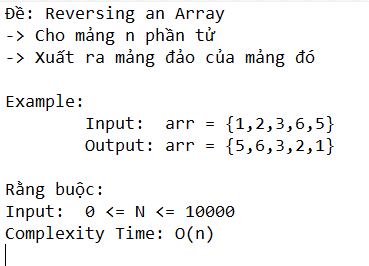 Đề: Reversing an Array
-> Cho mảng n phần tử
-> Xuất ra mảng đảo của mảng đó
Example:
Input: arr = {1,2,3,6,5}
Output: arr = {5,6,3,2,1}
Rằng buộc:
Input: 0 <= N <= 10000
Complexity Time: O(n)